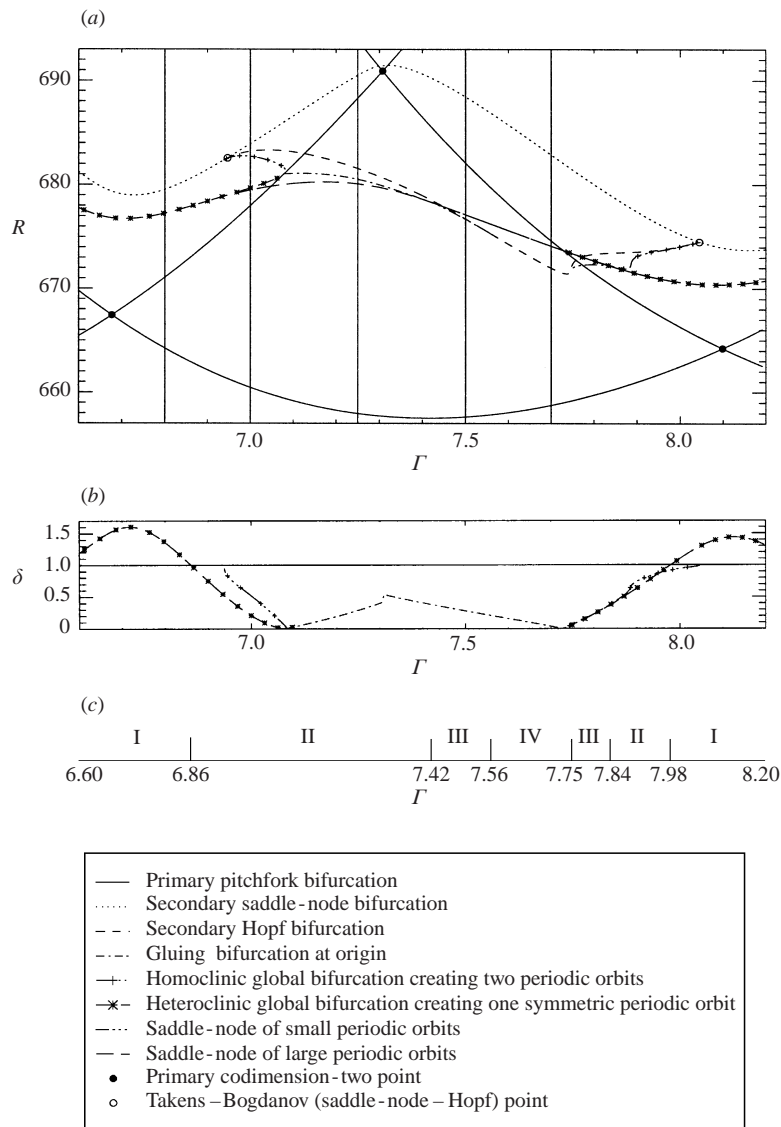 (a)
690
680
R
670
660
7.0 7.5 8.0
Γ
(b)
1.5
1.0
δ
0.5
0
7.0 7.5 8.0
Γ
(c)
I II III IV III II I
6.60 6.86 7.42 7.56 7.75 7.84 7.98 8.20
Γ
Primary pitchfork bifurcation
Secondary saddle-node bifurcation
Secondary Hopf bifurcation
Gluing bifurcation at origin
Homoclinic global bifurcation creating two periodic orbits
Heteroclinic global bifurcation creating one symmetric periodic orbit
Saddle-node of small periodic orbits
Saddle-node of large periodic orbits
Primary codimension-two point
Takens–Bogdanov (saddle-node–Hopf) point